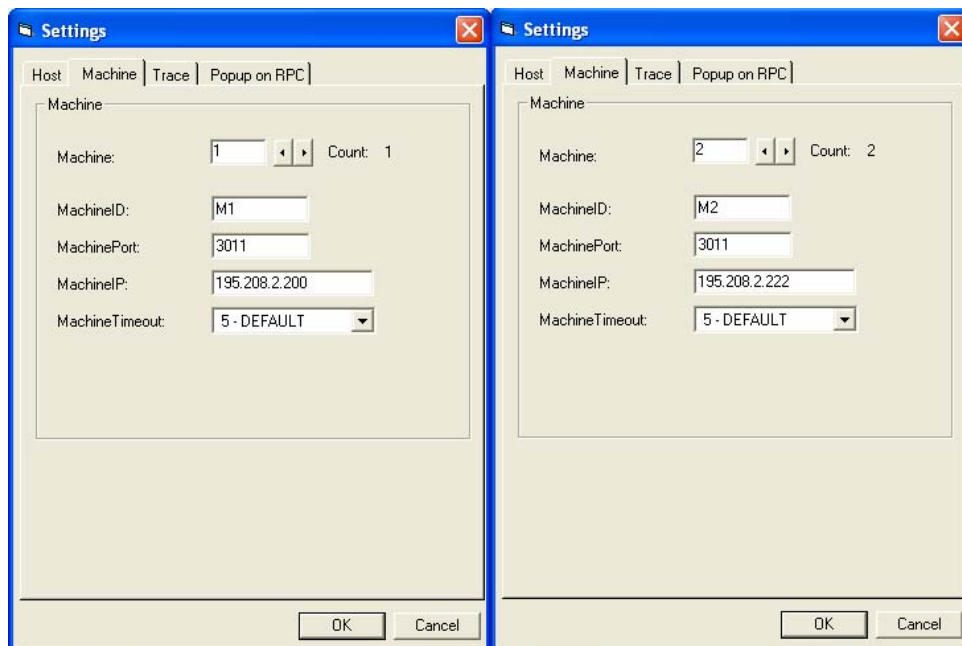 Settings
Host Machine Trace Popup on RPC
Machine
Machine: 1 Count: 1
MachineID: M1
MachinePort: 3011
MachineIP: 195.208.2.200
MachineTimeout: 5 - DEFAULT
OK Cancel
Settings
Host Machine Trace Popup on RPC
Machine
Machine: 2 Count: 2
MachineID: M2
MachinePort: 3011
MachineIP: 195.208.2.222
MachineTimeout: 5 - DEFAULT
OK Cancel